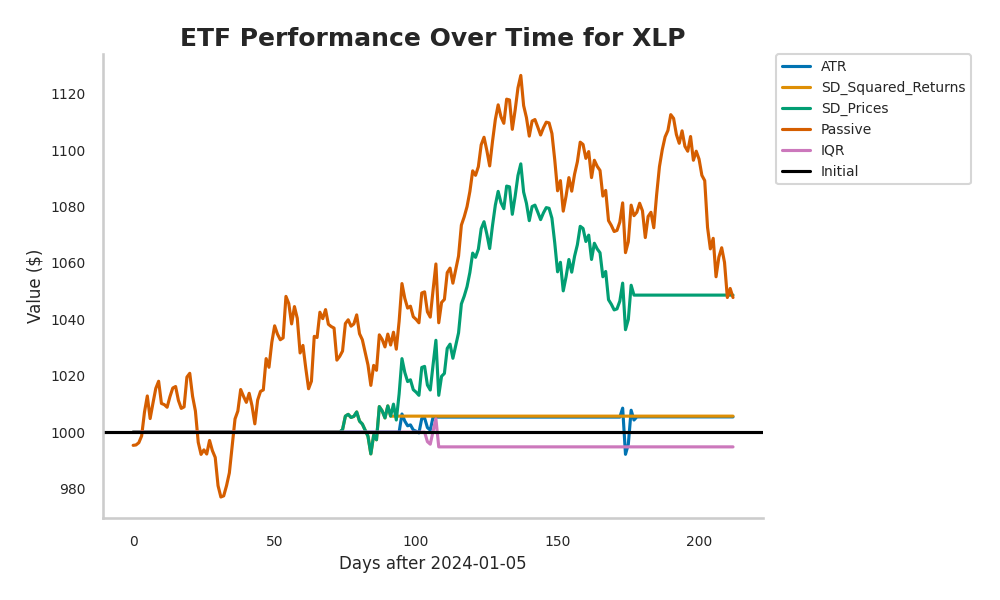 ETF Performance Over Time for XLP
ATR
SD_Squared_Returns
SD_Prices
Passive
IQR
Initial
Value ($)
1120
1100
1080
1060
1040
1020
1000
980
0 50 100 150 200
Days after 2024-01-05